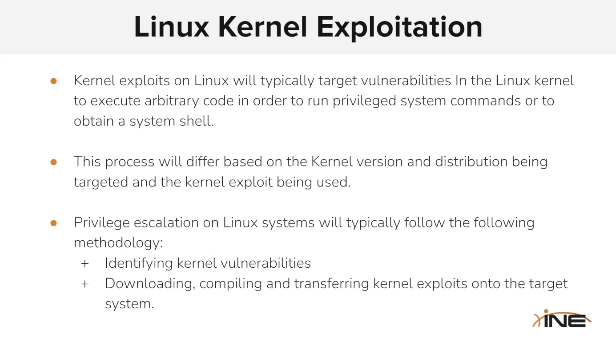 Linux Kernel Exploitation
● Kernel exploits on Linux will typically target vulnerabilities In the Linux kernel
to execute arbitrary code in order to run privileged system commands or to
obtain a system shell.
● This process will differ based on the Kernel version and distribution being
targeted and the kernel exploit being used.
● Privilege escalation on Linux systems will typically follow the following
methodology:
+ Identifying kernel vulnerabilities
+ Downloading, compiling and transferring kernel exploits onto the target
system.
INE